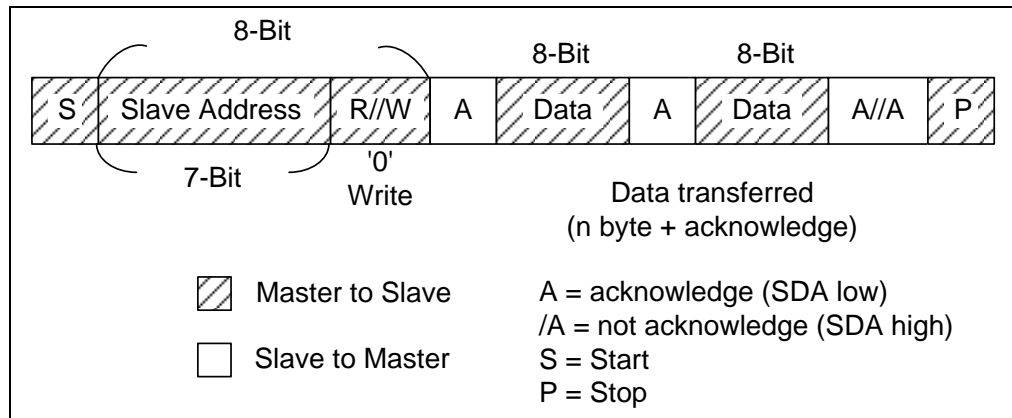 8-Bit
8-Bit 8-Bit
S Slave Address R//W A Data A Data A//A P
7-Bit '0'
Write
Data transferred
(n byte + acknowledge)
Master to Slave
Slave to Master
A = acknowledge (SDA low)
/A = not acknowledge (SDA high)
S = Start
P = Stop